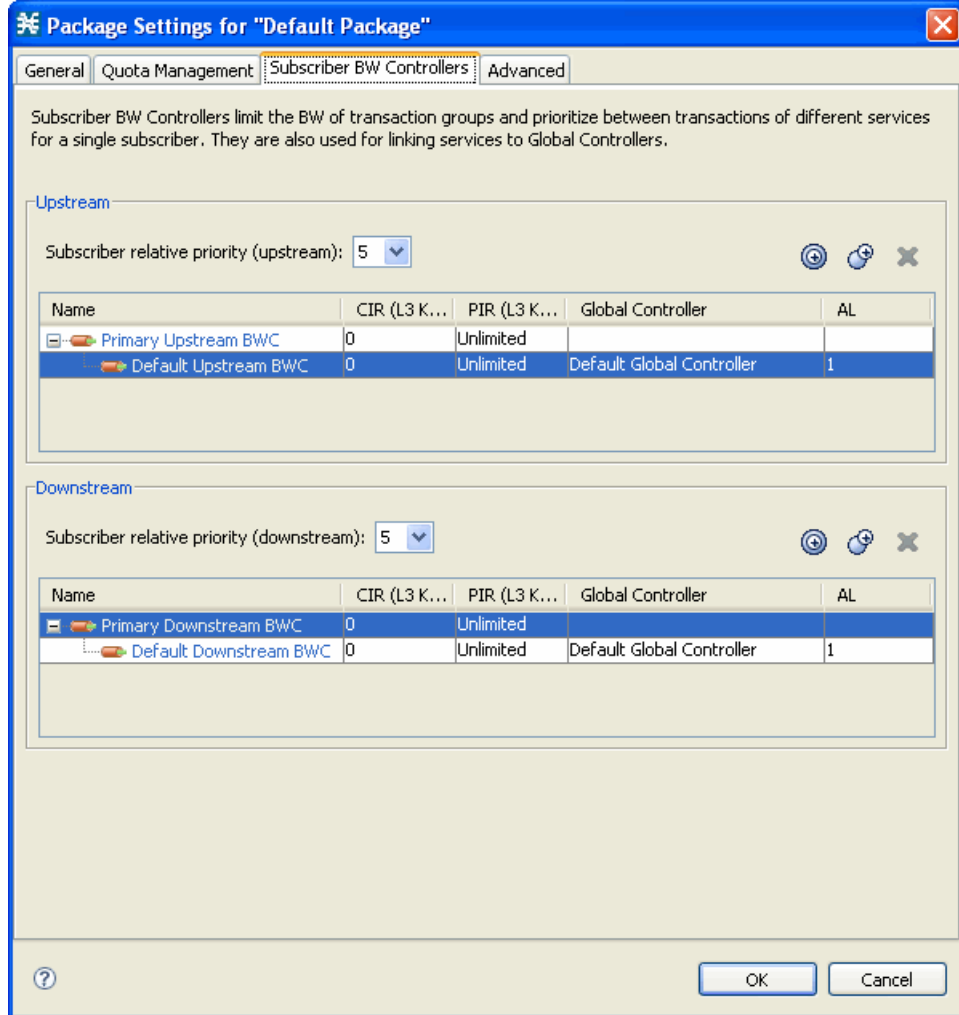 Package Settings for "Default Package"
General Quota Management Subscriber BW Controllers Advanced
Subscriber BW Controllers limit the BW of transaction groups and prioritize between transactions of different services
for a single subscriber. They are also used for linking services to Global Controllers.
Upstream
Subscriber relative priority (upstream): 5
Name CIR (L3 K... PIR (L3 K... Global Controller AL
Primary Upstream BWC 0 Unlimited
Default Upstream BWC 0 Unlimited Default Global Controller 1
Downstream
Subscriber relative priority (downstream): 5
Name CIR (L3 K... PIR (L3 K... Global Controller AL
Primary Downstream BWC 0 Unlimited
Default Downstream BWC 0 Unlimited Default Global Controller 1
OK Cancel